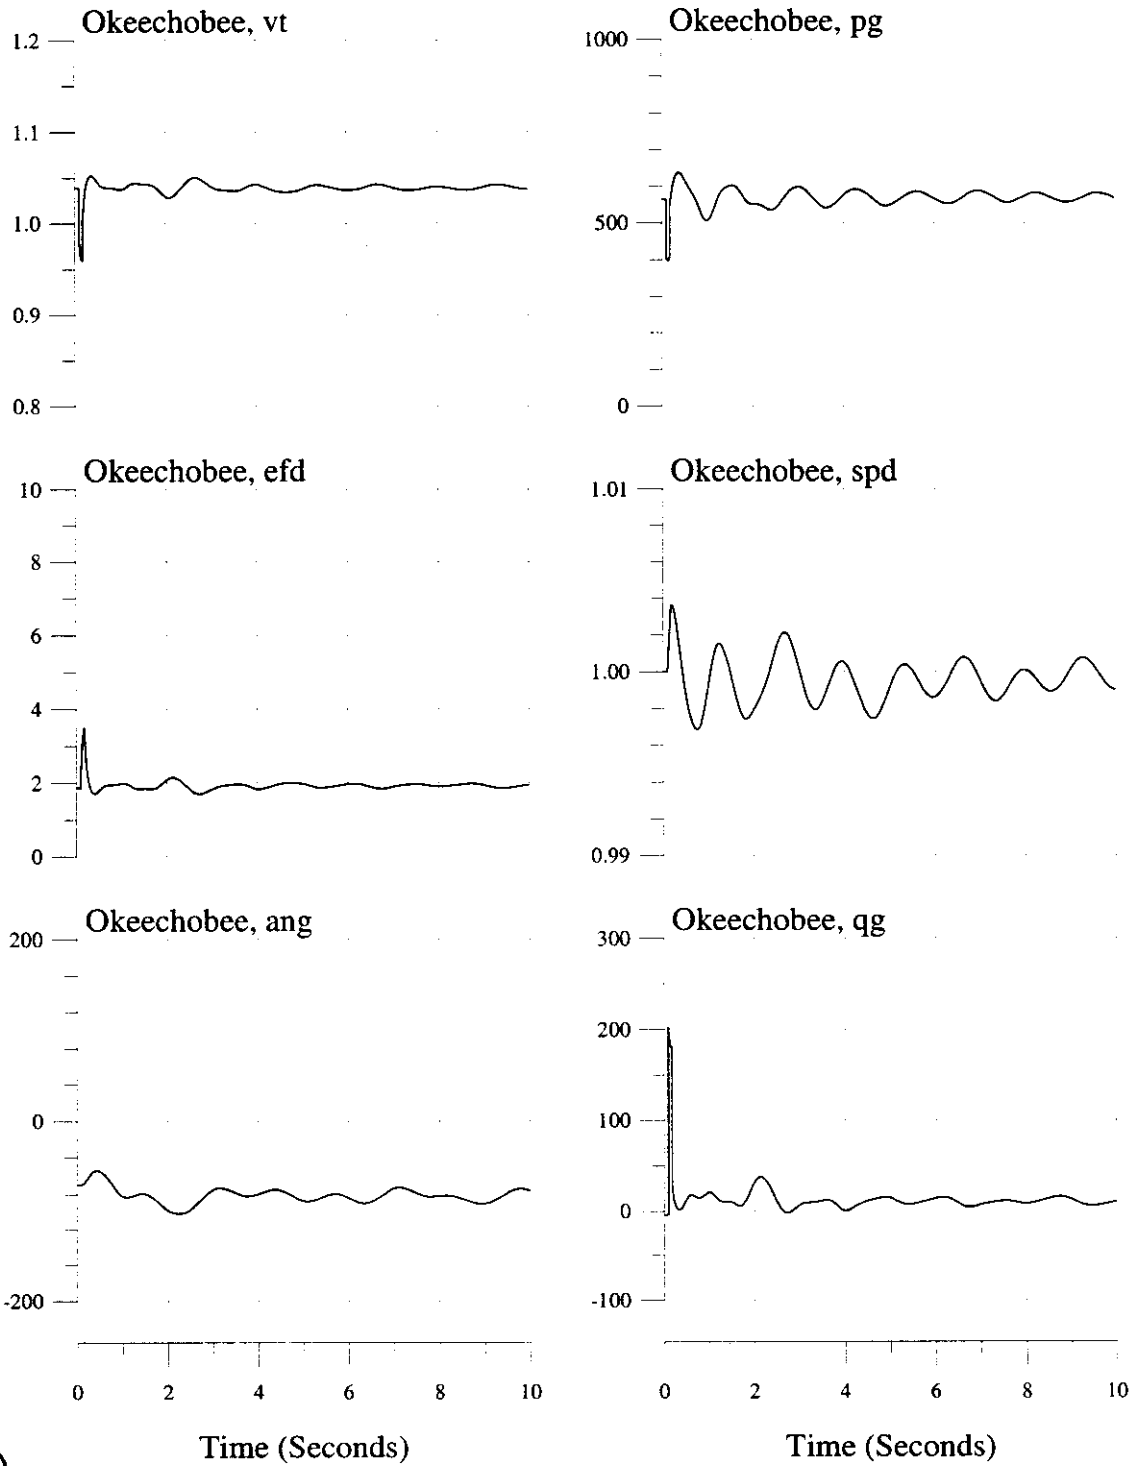 Okeechobee, vt
1.2
1.1
1.0
0.9
0.8
Okeechobee, pg
1000
500
0
Okeechobee, efd
10
8
6
4
2
0
Okeechobee, spd
1.01
1.00
0.99
Okeechobee, ang
200
0
-200
0 2 4 6 8 10
Time (Seconds)
Okeechobee, qg
300
200
100
0
-100
0 2 4 6 8 10
Time (Seconds)